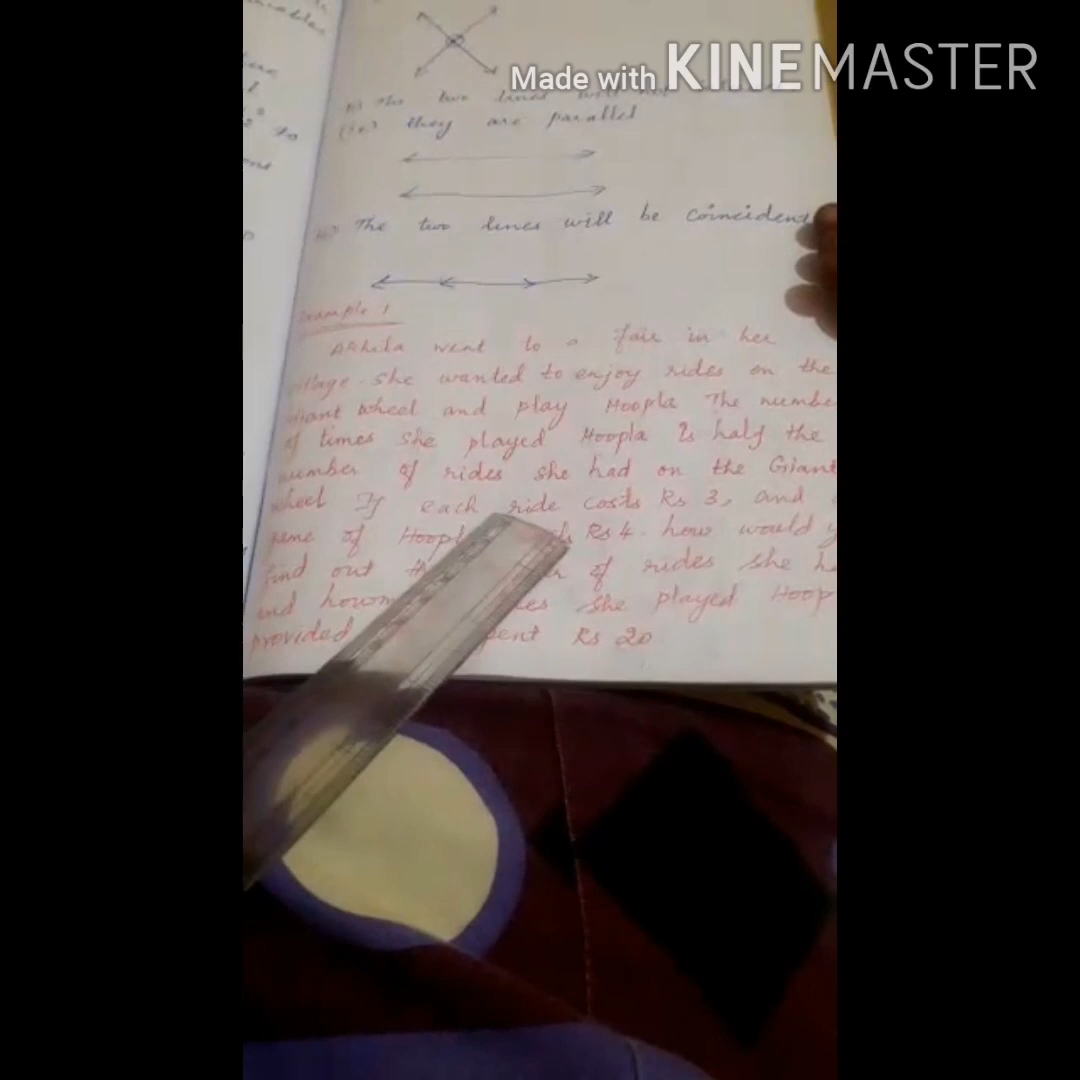 Made with KINEMASTER
the two lines will
they are parallel
The two lines will be coincident
Example 1
Akhila went to a fair in her
village. She wanted to enjoy rides on the
Giant wheel and play Hoopla The number
of times she played Hoopla is half the
number of rides she had on the Giant
wheel If each ride costs Rs 3, and
of Rs 4. how would
find out of rides she
and she played Hoop
provided Rs 20